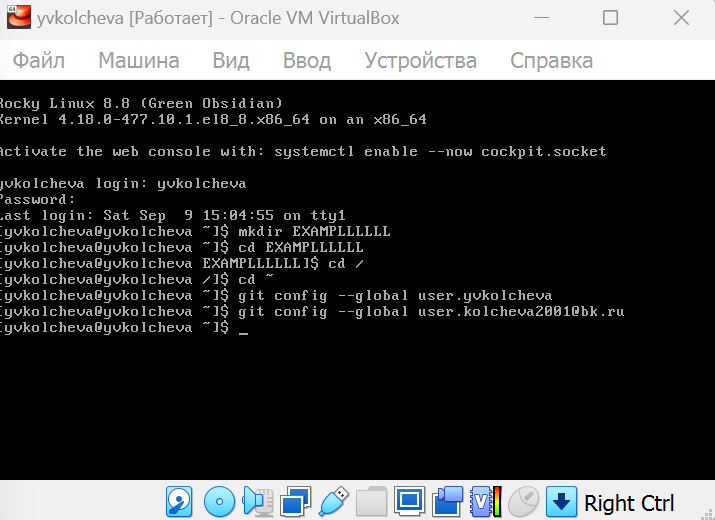 64
yvkolcheva [Работает] - Oracle VM VirtualBox
Файл Машина Вид Ввод Устройства Справка
Rocky Linux 8.8 (Green Obsidian)
Kernel 4.18.0-477.10.1.el8_8.x86_64 on an x86_64
Activate the web console with: systemctl enable --now cockpit.socket
yvkolcheva login: yvkolcheva
Password:
Last login: Sat Sep  9 15:04:55 on tty1
[yvkolcheva@yvkolcheva ~]$ mkdir EXAMPLLLLLL
[yvkolcheva@yvkolcheva ~]$ cd EXAMPLLLLLL
[yvkolcheva@yvkolcheva EXAMPLLLLLL]$ cd /
[yvkolcheva@yvkolcheva /]$ cd ~
[yvkolcheva@yvkolcheva ~]$ git config --global user.yvkolcheva
[yvkolcheva@yvkolcheva ~]$ git config --global user.kolcheva2001@bk.ru
[yvkolcheva@yvkolcheva ~]$ _
V
Right Ctrl